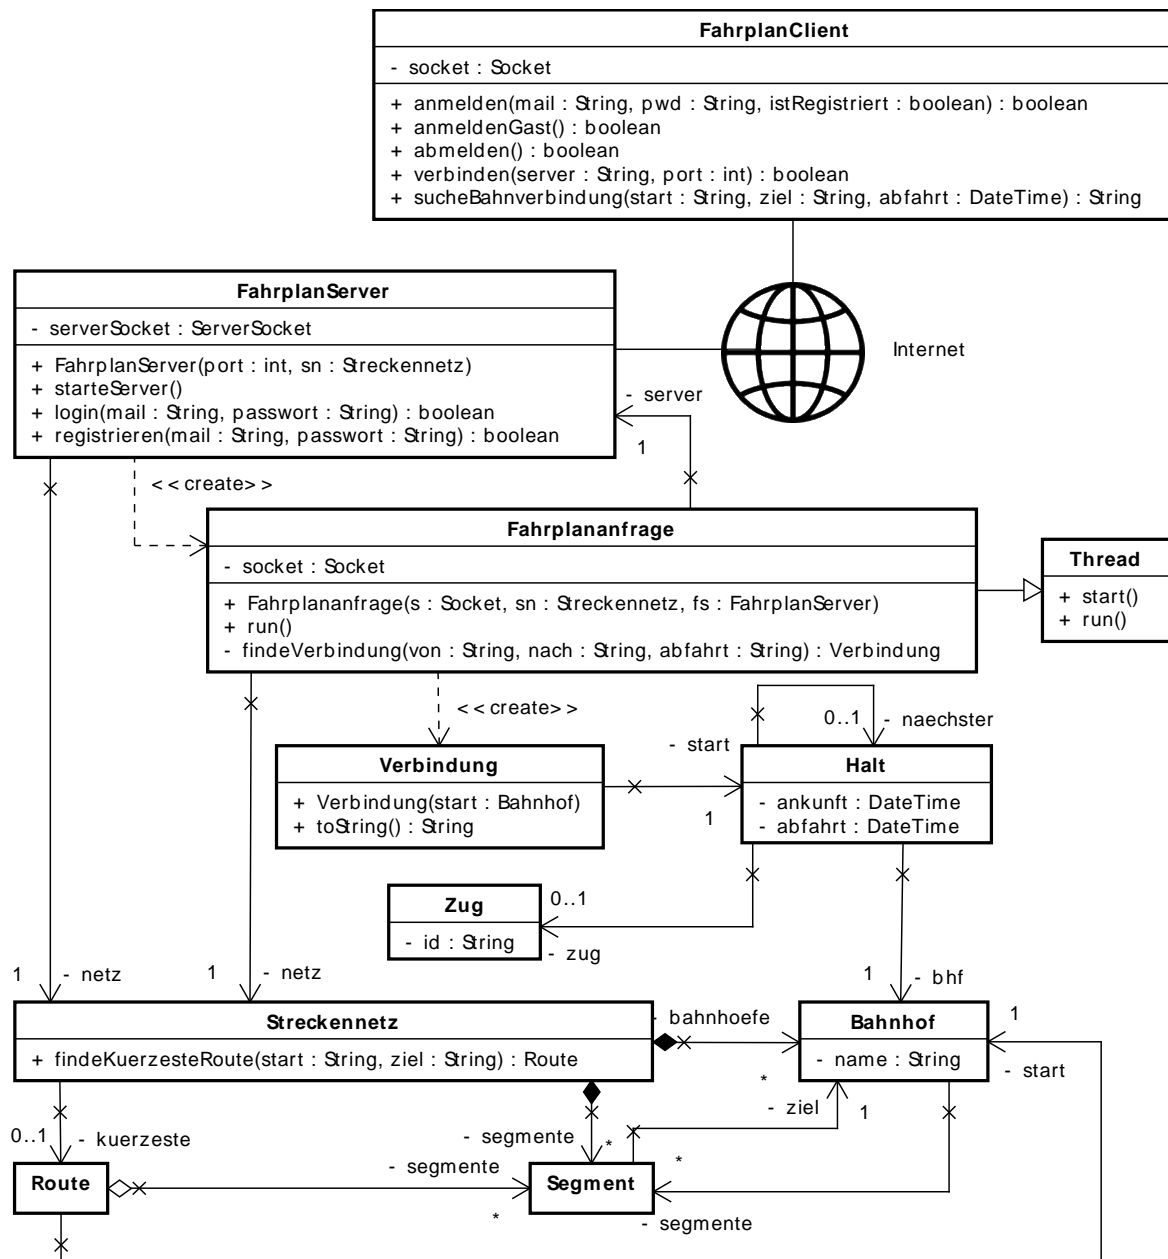 FahrplanClient
- socket : Socket
+ anmelden(mail : String, pwd : String, istRegistriert : boolean) : boolean
+ anmeldenGast() : boolean
+ abmelden() : boolean
+ verbinden(server : String, port : int) : boolean
+ sucheBahnverbindung(start : String, ziel : String, abfahrt : DateTime) : String
FahrplanServer
- serverSocket : ServerSocket
+ FahrplanServer(port : int, sn : Streckennetz)
+ starteServer()
+ login(mail : String, passwort : String) : boolean
+ registrieren(mail : String, passwort : String) : boolean
Internet
- server
1
<<create>>
Fahrplananfrage
- socket : Socket
+ Fahrplananfrage(s : Socket, sn : Streckennetz, fs : FahrplanServer)
+ run()
- findeVerbindung(von : String, nach : String, abfahrt : String) : Verbindung
Thread
+ start()
+ run()
<<create>>
0..1
- naechster
- start
1
Verbindung
+ Verbindung(start : Bahnhof)
+ toString() : String
Halt
- ankunft : DateTime
- abfahrt : DateTime
Zug
- id : String
0..1
- zug
1
- netz
1
- netz
1
- bhf
Streckennetz
+ findeKuerzesteRoute(start : String, ziel : String) : Route
- bahnhoefe
*
Bahnhof
- name : String
1
- start
- ziel
1
0..1
- kuerzeste
- segmente
*
- segmente
*
Route
Segment
*
- segmente